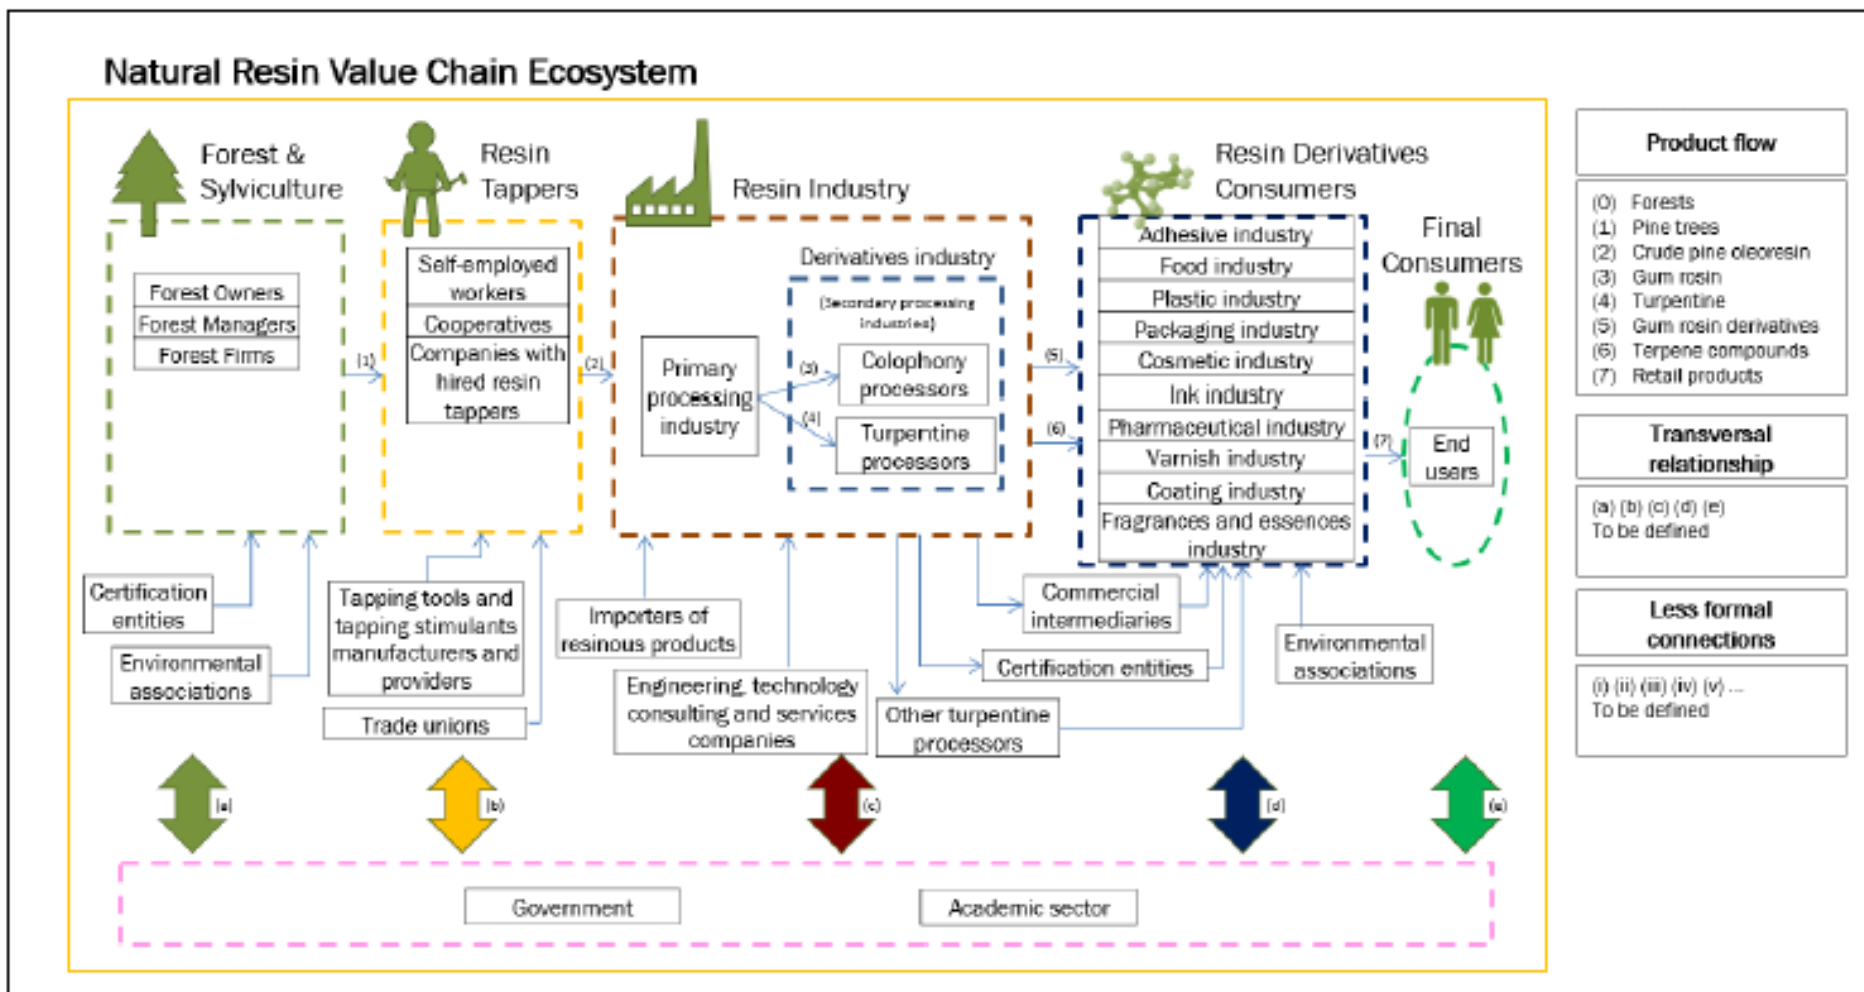 Natural Resin Value Chain Ecosystem
Forest &
Sylviculture
Forest Owners
Forest Managers
Forest Firms
(1)
Resin
Tappers
Self-employed
workers
Cooperatives
Companies with
hired resin
tappers
(2)
Resin Industry
Primary
processing
industry
Derivatives industry
(Secondary processing
industries)
(3)
Colophony
processors
(4)
Turpentine
processors
(5)
(6)
Resin Derivatives
Consumers
Adhesive industry
Food industry
Plastic industry
Packaging industry
Cosmetic industry
Ink industry
Pharmaceutical industry
Varnish industry
Coating industry
Fragrances and essences
industry
(7)
Final
Consumers
End
users
Certification
entities
Environmental
associations
Tapping tools and
tapping stimulants
manufacturers and
providers
Trade unions
Importers of
resinous products
Engineering, technology
consulting and services
companies
Commercial
intermediaries
Certification entities
Other turpentine
processors
Environmental
associations
(a)
(b)
(c)
(d)
(e)
Government
Academic sector
Product flow
(0) Forests
(1) Pine trees
(2) Crude pine oleoresin
(3) Gum rosin
(4) Turpentine
(5) Gum rosin derivatives
(6) Terpene compounds
(7) Retail products
Transversal
relationship
(a) (b) (c) (d) (e)
To be defined
Less formal
connections
(i) (ii) (iii) (iv) (v) ...
To be defined